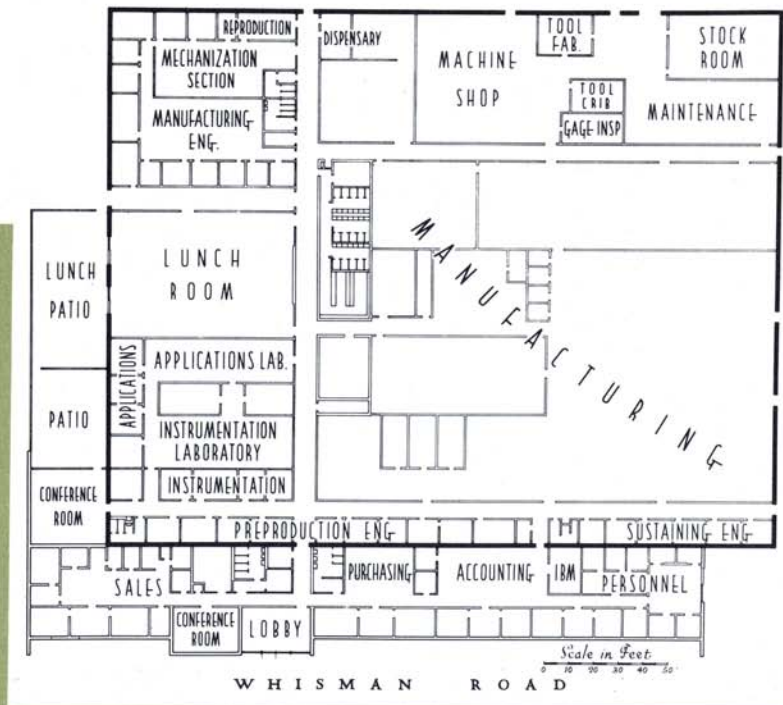 REPRODUCTION
MECHANIZATION
SECTION
MANUFACTURING
ENG.
DISPENSARY
MACHINE
SHOP
TOOL
FAB.
TOOL
CRIB
GAGE INSP
STOCK
ROOM
MAINTENANCE
LUNCH
PATIO
LUNCH
ROOM
MANUFACTURING
APPLICATIONS
APPLICATIONS LAB.
PATIO
INSTRUMENTATION
LABORATORY
INSTRUMENTATION
CONFERENCE
ROOM
PREPRODUCTION ENG
SUSTAINING ENG
SALES
PURCHASING
ACCOUNTING
IBM
PERSONNEL
CONFERENCE
ROOM
LOBBY
Scale in Feet
0 10 20 30 40 50
WHISMAN ROAD